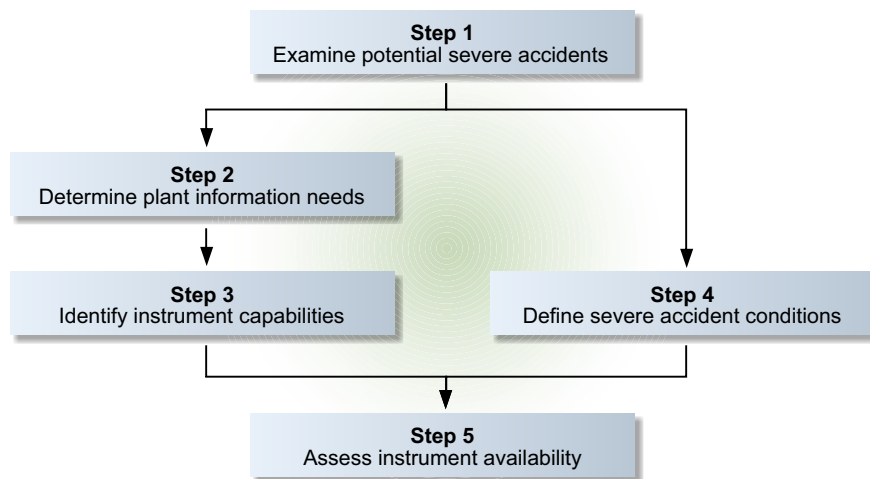 Step 1
Examine potential severe accidents
Step 2
Determine plant information needs
Step 3
Identify instrument capabilities
Step 4
Define severe accident conditions
Step 5
Assess instrument availability